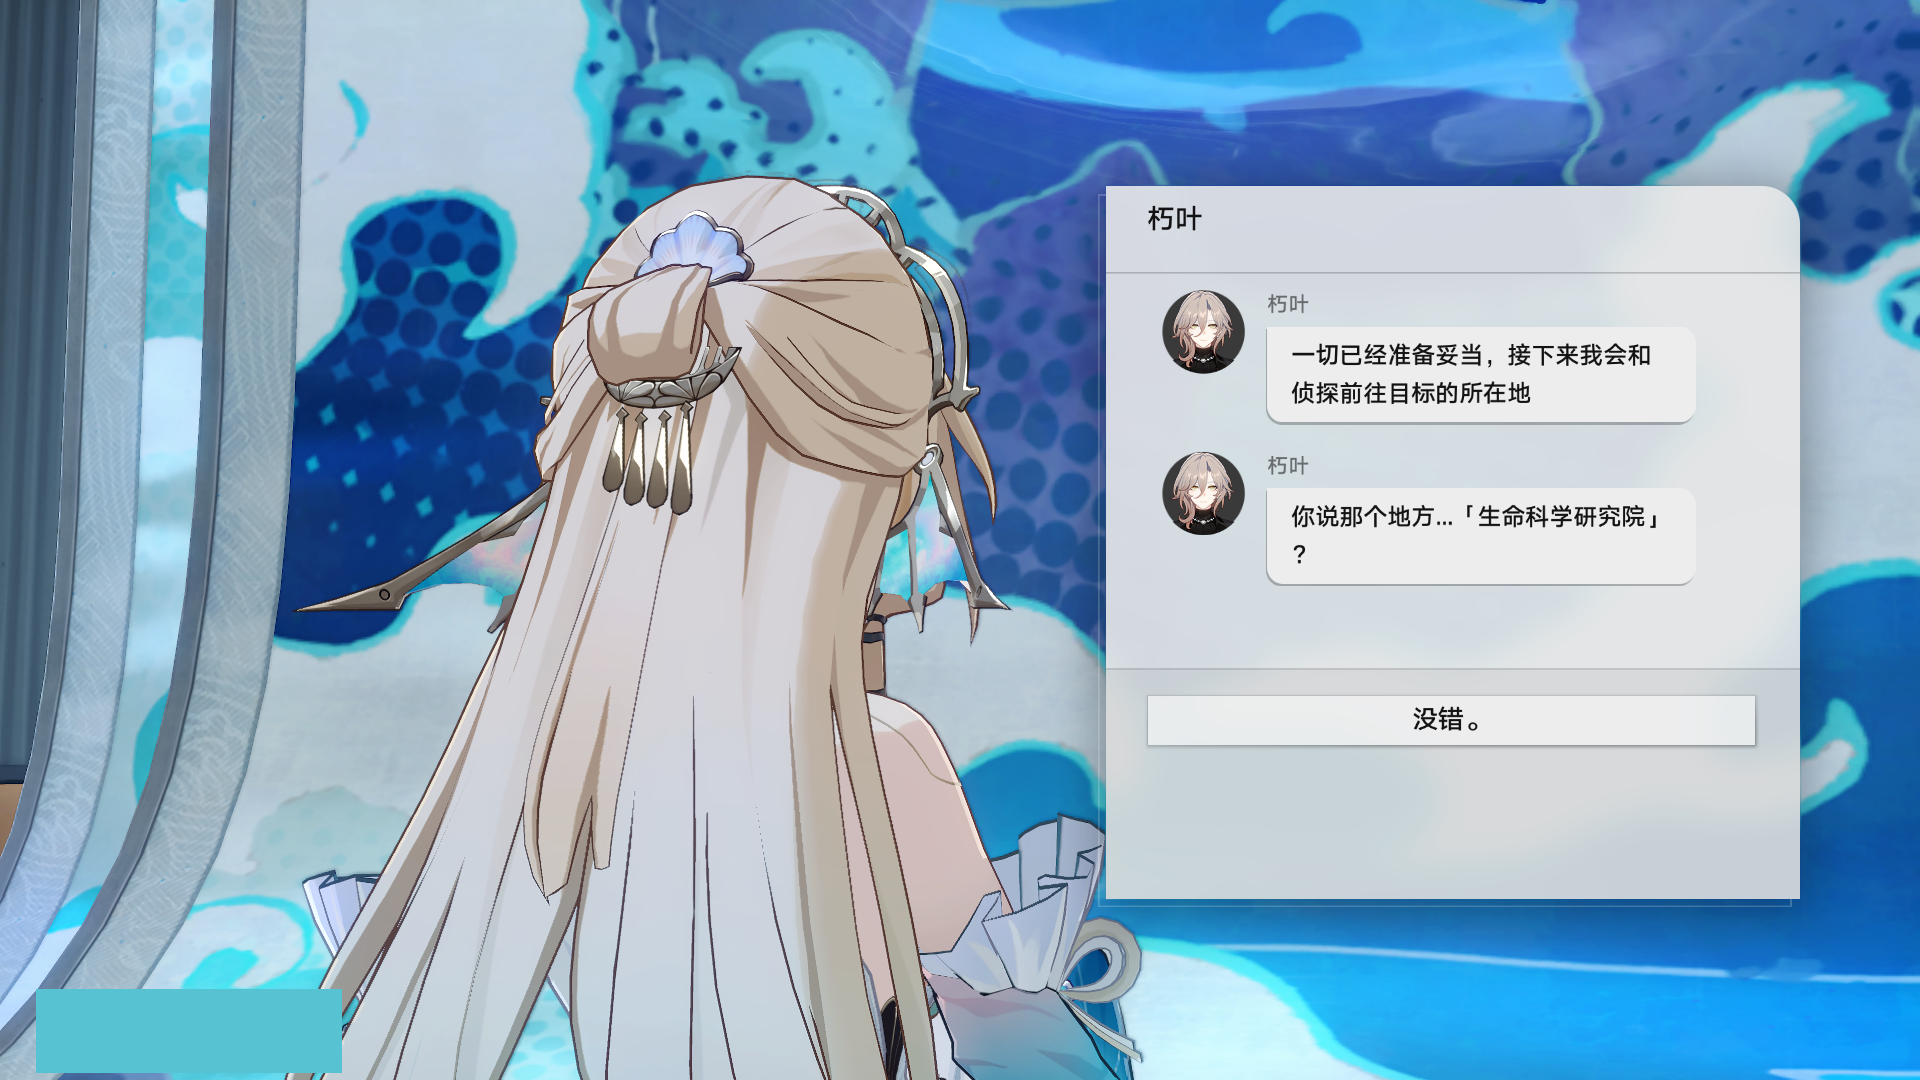 朽叶
朽叶
一切已经准备妥当，接下来我会和
侦探前往目标的所在地
朽叶
你说那个地方...「生命科学研究院」
？
没错。